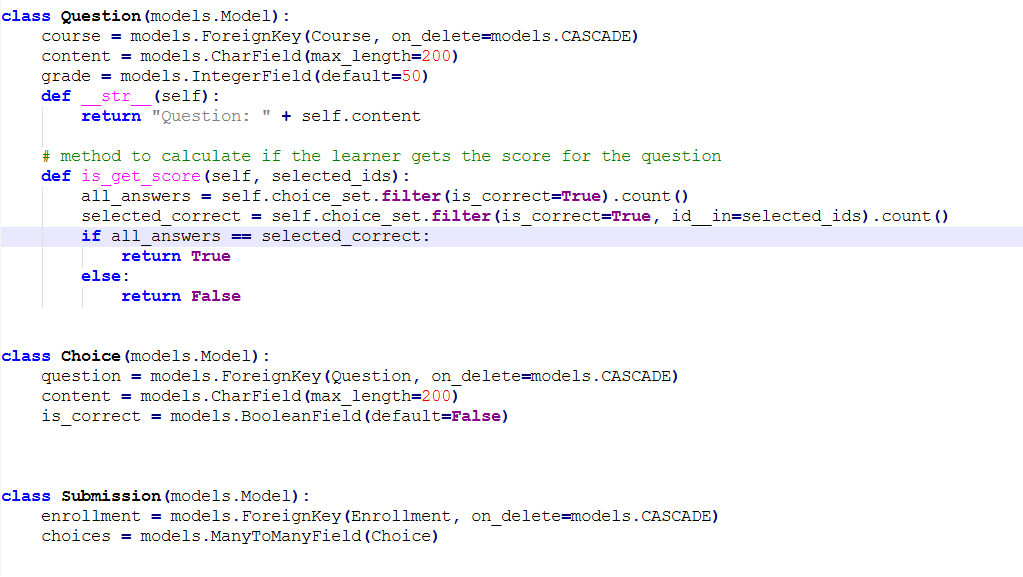 class Question(models.Model):
    course = models.ForeignKey(Course, on_delete=models.CASCADE)
    content = models.CharField(max_length=200)
    grade = models.IntegerField(default=50)
    def __str__(self):
        return "Question: " + self.content
    # method to calculate if the learner gets the score for the question
    def is_get_score(self, selected_ids):
        all_answers = self.choice_set.filter(is_correct=True).count()
        selected_correct = self.choice_set.filter(is_correct=True, id__in=selected_ids).count()
        if all_answers == selected_correct:
            return True
        else:
            return False
class Choice(models.Model):
    question = models.ForeignKey(Question, on_delete=models.CASCADE)
    content = models.CharField(max_length=200)
    is_correct = models.BooleanField(default=False)
class Submission(models.Model):
    enrollment = models.ForeignKey(Enrollment, on_delete=models.CASCADE)
    choices = models.ManyToManyField(Choice)